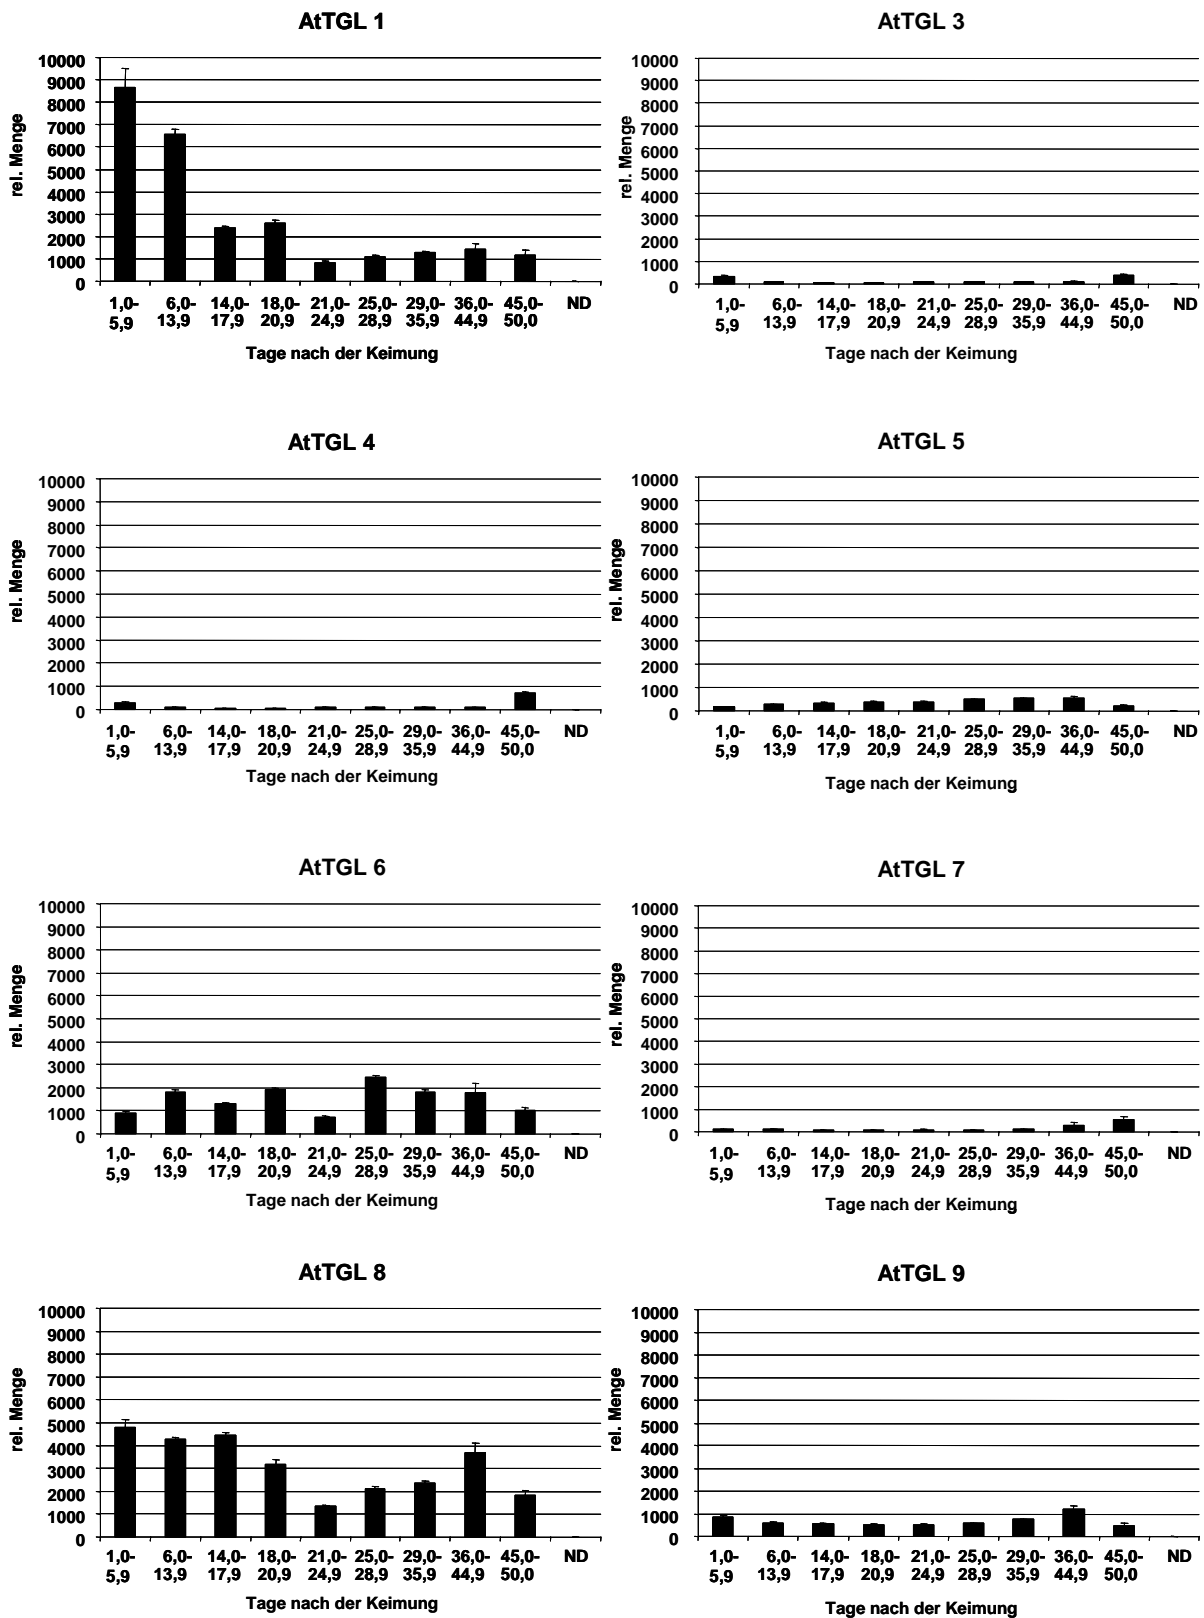 AtTGL 1
rel. Menge
10000
9000
8000
7000
6000
5000
4000
3000
2000
1000
0
1,0- 6,0- 14,0- 18,0- 21,0- 25,0- 29,0- 36,0- 45,0- ND
5,9 13,9 17,9 20,9 24,9 28,9 35,9 44,9 50,0
Tage nach der Keimung
AtTGL 3
rel. Menge
10000
9000
8000
7000
6000
5000
4000
3000
2000
1000
0
1,0- 6,0- 14,0- 18,0- 21,0- 25,0- 29,0- 36,0- 45,0- ND
5,9 13,9 17,9 20,9 24,9 28,9 35,9 44,9 50,0
Tage nach der Keimung
AtTGL 4
rel. Menge
10000
9000
8000
7000
6000
5000
4000
3000
2000
1000
0
1,0- 6,0- 14,0- 18,0- 21,0- 25,0- 29,0- 36,0- 45,0- ND
5,9 13,9 17,9 20,9 24,9 28,9 35,9 44,9 50,0
Tage nach der Keimung
AtTGL 5
rel. Menge
10000
9000
8000
7000
6000
5000
4000
3000
2000
1000
0
1,0- 6,0- 14,0- 18,0- 21,0- 25,0- 29,0- 36,0- 45,0- ND
5,9 13,9 17,9 20,9 24,9 28,9 35,9 44,9 50,0
Tage nach der Keimung
AtTGL 6
rel. Menge
10000
9000
8000
7000
6000
5000
4000
3000
2000
1000
0
1,0- 6,0- 14,0- 18,0- 21,0- 25,0- 29,0- 36,0- 45,0- ND
5,9 13,9 17,9 20,9 24,9 28,9 35,9 44,9 50,0
Tage nach der Keimung
AtTGL 7
rel. Menge
10000
9000
8000
7000
6000
5000
4000
3000
2000
1000
0
1,0- 6,0- 14,0- 18,0- 21,0- 25,0- 29,0- 36,0- 45,0- ND
5,9 13,9 17,9 20,9 24,9 28,9 35,9 44,9 50,0
Tage nach der Keimung
AtTGL 8
rel. Menge
10000
9000
8000
7000
6000
5000
4000
3000
2000
1000
0
1,0- 6,0- 14,0- 18,0- 21,0- 25,0- 29,0- 36,0- 45,0- ND
5,9 13,9 17,9 20,9 24,9 28,9 35,9 44,9 50,0
Tage nach der Keimung
AtTGL 9
rel. Menge
10000
9000
8000
7000
6000
5000
4000
3000
2000
1000
0
1,0- 6,0- 14,0- 18,0- 21,0- 25,0- 29,0- 36,0- 45,0- ND
5,9 13,9 17,9 20,9 24,9 28,9 35,9 44,9 50,0
Tage nach der Keimung